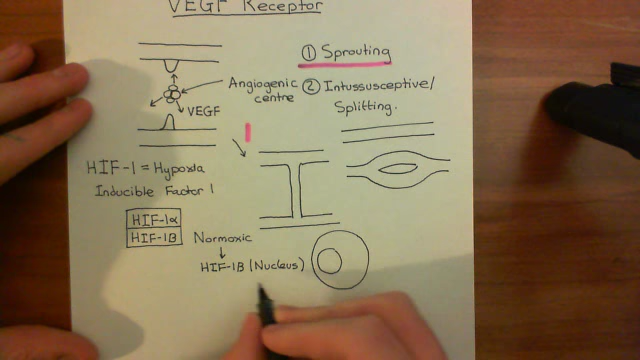 VEGF Receptor
① Sprouting
Angiogenic
centre
② Intussusceptive/
Splitting.
VEGF
HIF-1 = Hypoxia
Inducible Factor 1
HIF-1α
HIF-1B
Normoxic
HIF-1B (Nucleus)